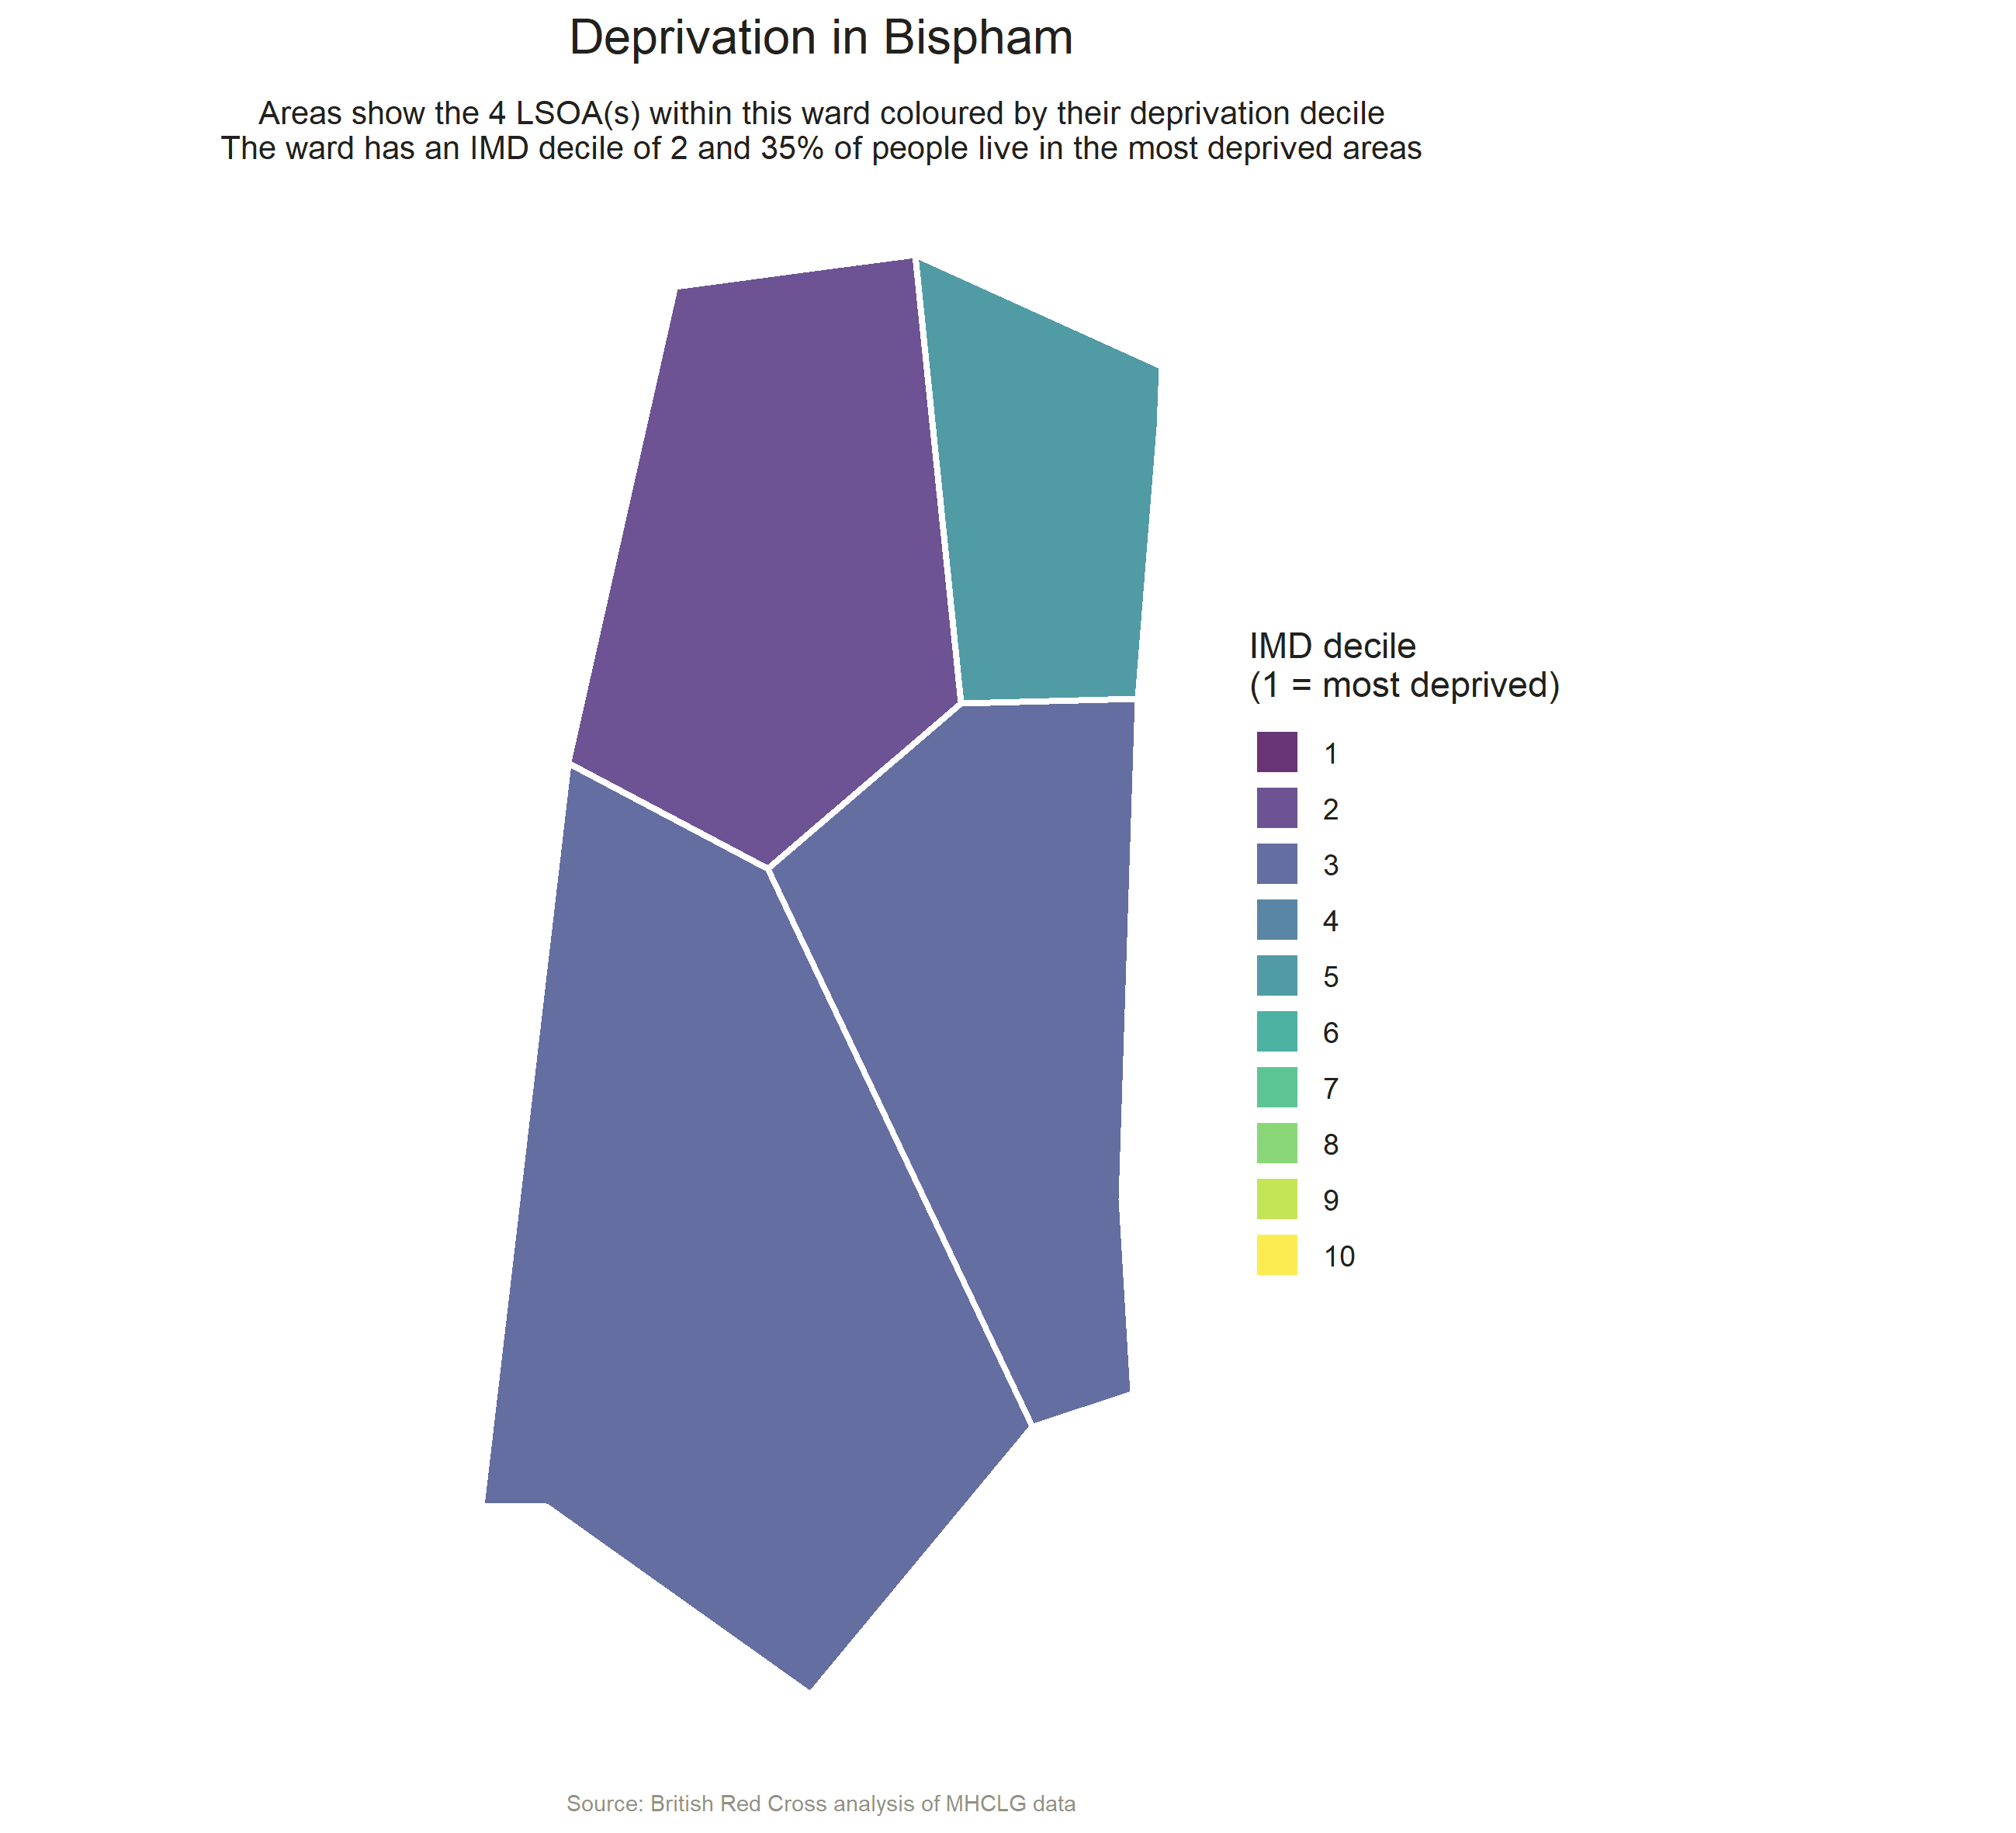 Deprivation in Bispham
Areas show the 4 LSOA(s) within this ward coloured by their deprivation decile
The ward has an IMD decile of 2 and 35% of people live in the most deprived areas
IMD decile
(1 = most deprived)
1
2
3
4
5
6
7
8
9
10
Source: British Red Cross analysis of MHCLG data